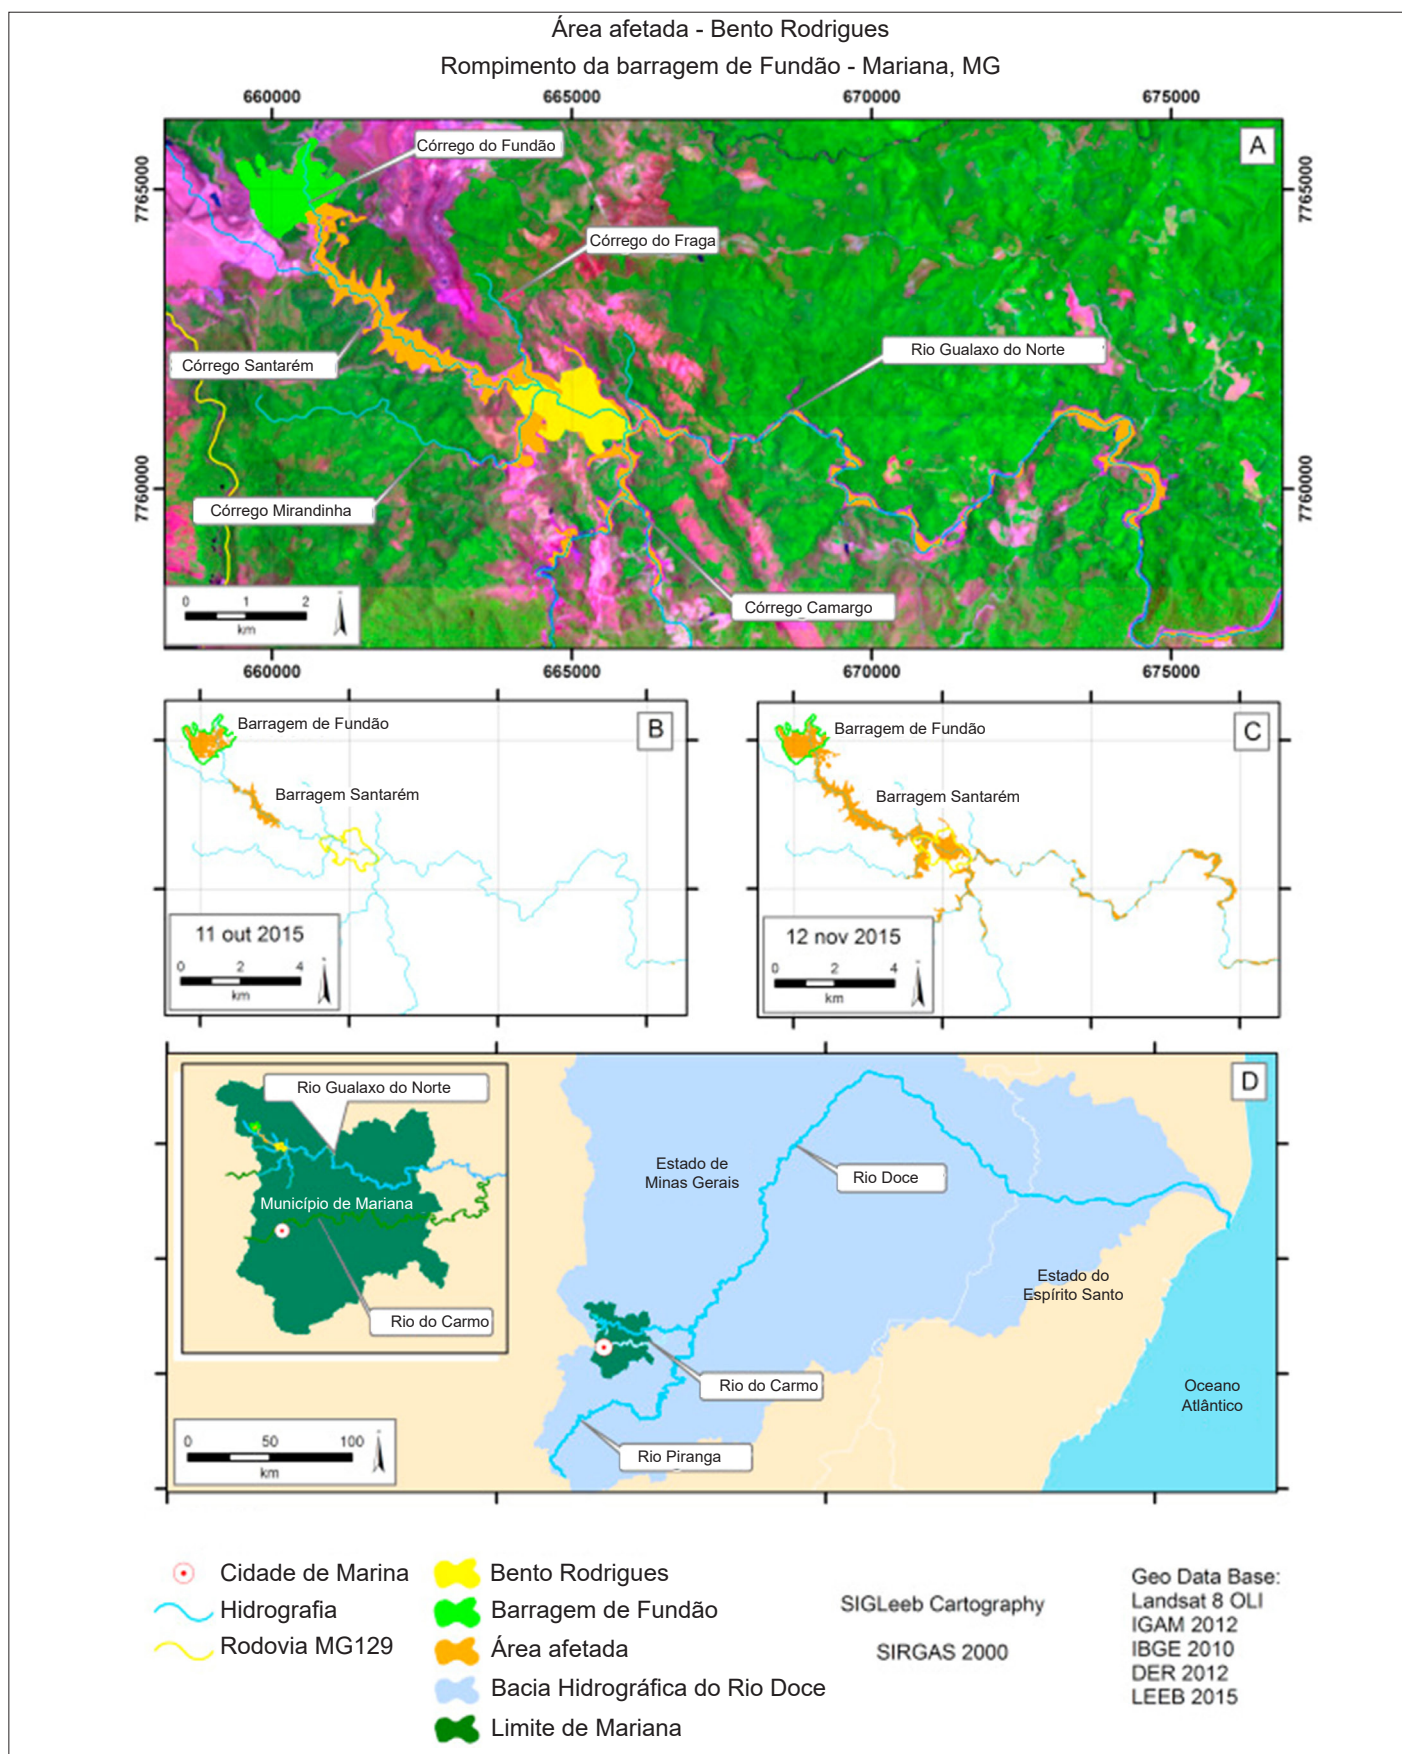 Área afetada - Bento Rodrigues
Rompimento da barragem de Fundão - Mariana, MG
660000
665000
670000
675000
A
7765000
7765000
7760000
7760000
Córrego do Fundão
Córrego do Fraga
Rio Gualaxo do Norte
Córrego Santarém
Córrego Mirandinha
Córrego Camargo
0 1 2
km
660000
665000
670000
675000
B
Barragem de Fundão
Barragem Santarém
11 out 2015
0 2 4
km
C
Barragem de Fundão
Barragem Santarém
12 nov 2015
0 2 4
km
D
Rio Gualaxo do Norte
Município de Mariana
Rio do Carmo
Estado de
Minas Gerais
Rio Doce
Estado do
Espírito Santo
Rio do Carmo
Oceano
Atlântico
Rio Piranga
0 50 100
km
Cidade de Marina
Hidrografia
Rodovia MG129
Bento Rodrigues
Barragem de Fundão
Área afetada
Bacia Hidrográfica do Rio Doce
Limite de Mariana
SIGLeeb Cartography
SIRGAS 2000
Geo Data Base:
Landsat 8 OLI
IGAM 2012
IBGE 2010
DER 2012
LEEB 2015